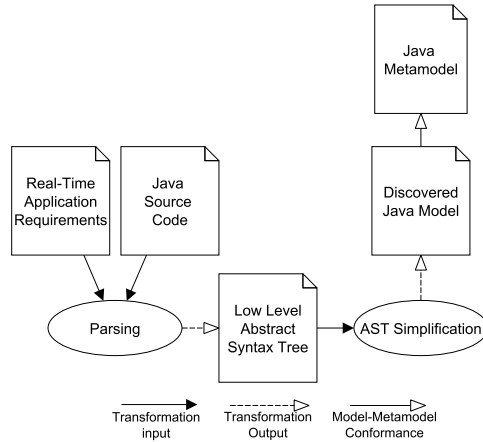 Java
Metamodel
Real-Time
Application
Requirements
Java
Source
Code
Discovered
Java Model
Parsing
Low Level
Abstract
Syntax Tree
AST Simplification
Transformation
input
Transformation
Output
Model-Metamodel
Conformance